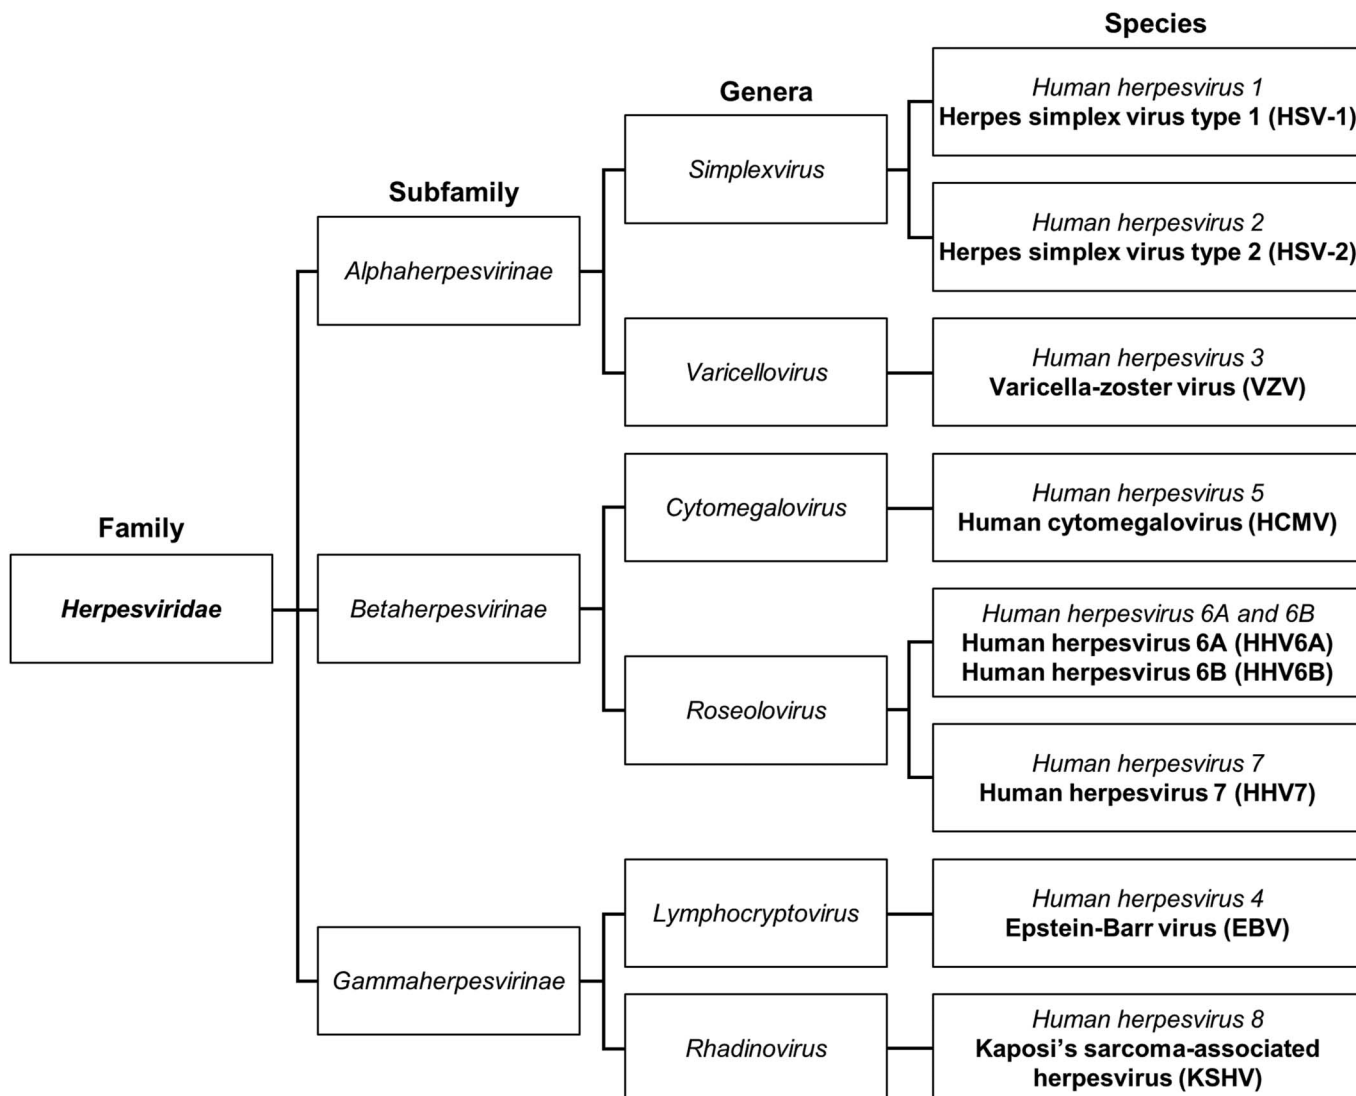 Species
Human herpesvirus 1
Herpes simplex virus type 1 (HSV-1)
Genera
Simplexvirus
Subfamily
Human herpesvirus 2
Herpes simplex virus type 2 (HSV-2)
Alphaherpesvirinae
Varicellovirus
Human herpesvirus 3
Varicella-zoster virus (VZV)
Cytomegalovirus
Human herpesvirus 5
Human cytomegalovirus (HCMV)
Family
Herpesviridae
Betaherpesvirinae
Human herpesvirus 6A and 6B
Human herpesvirus 6A (HHV6A)
Human herpesvirus 6B (HHV6B)
Roseolovirus
Human herpesvirus 7
Human herpesvirus 7 (HHV7)
Lymphocryptovirus
Human herpesvirus 4
Epstein-Barr virus (EBV)
Gammaherpesvirinae
Rhadinovirus
Human herpesvirus 8
Kaposi’s sarcoma-associated
herpesvirus (KSHV)